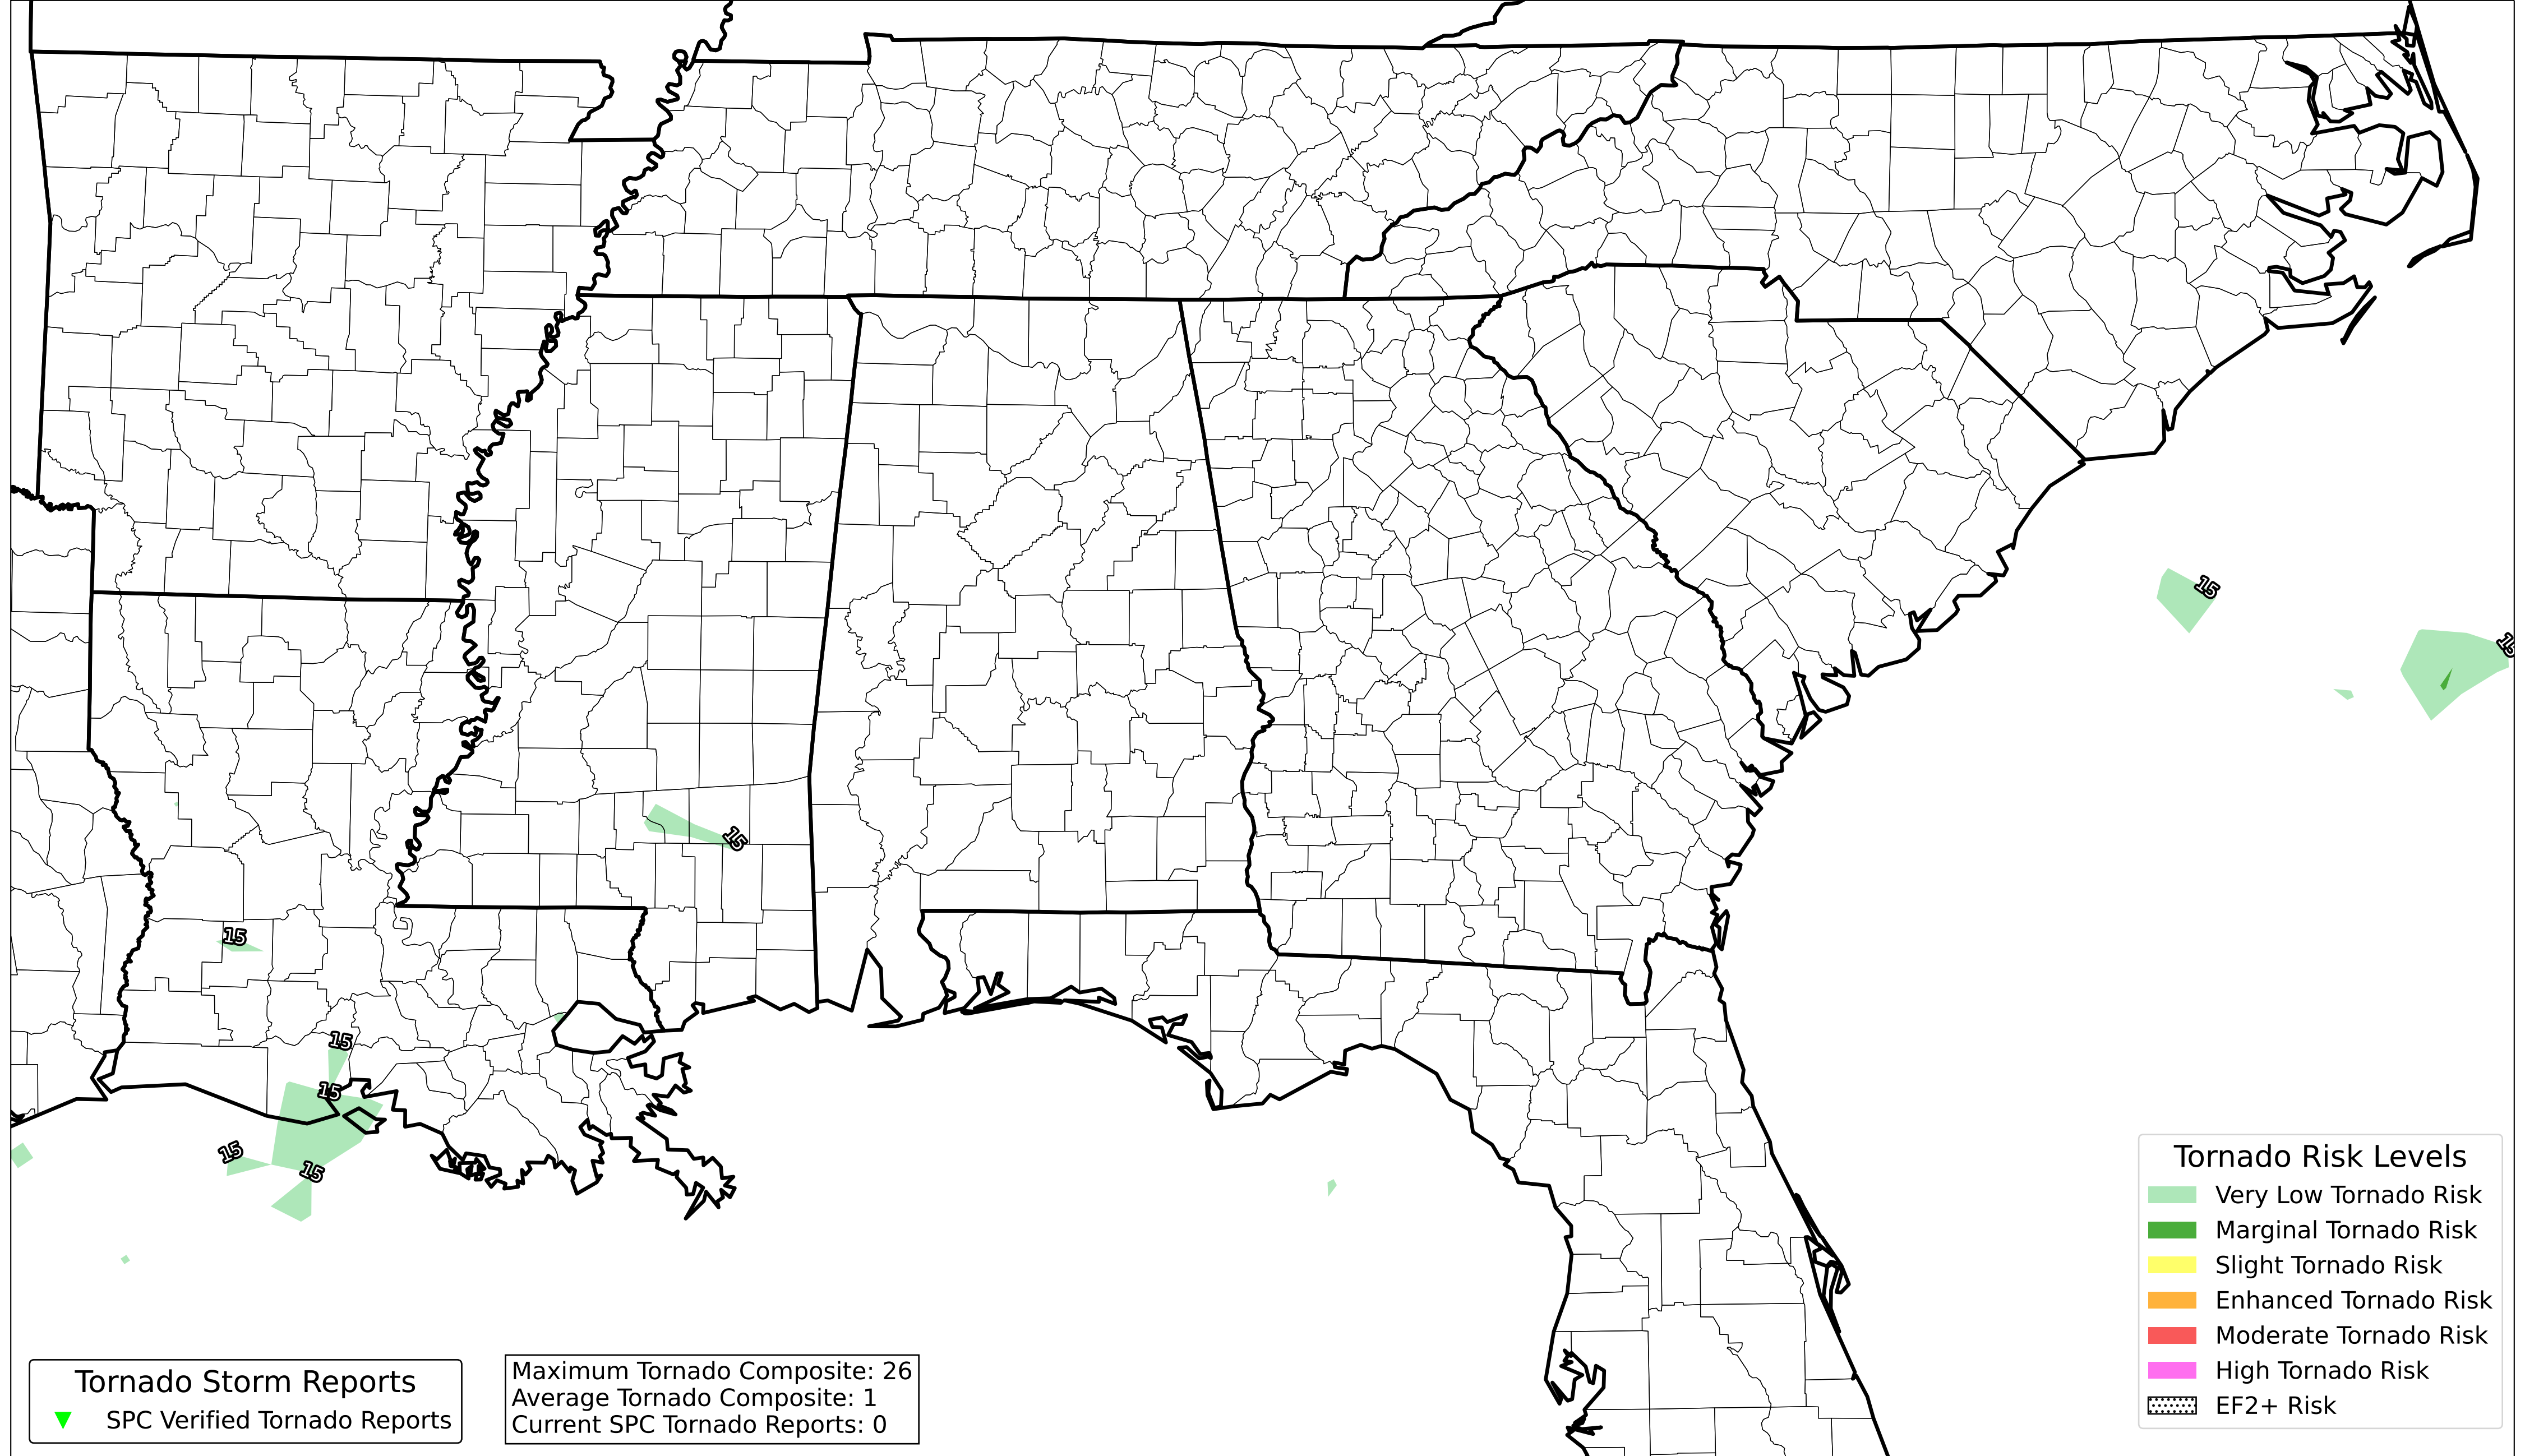 15
15
15
15
15
15
15
15
Tornado Risk Levels
Very Low Tornado Risk
Marginal Tornado Risk
Slight Tornado Risk
Enhanced Tornado Risk
Moderate Tornado Risk
High Tornado Risk
EF2+ Risk
Tornado Storm Reports
SPC Verified Tornado Reports
Maximum Tornado Composite: 26
Average Tornado Composite: 1
Current SPC Tornado Reports: 0